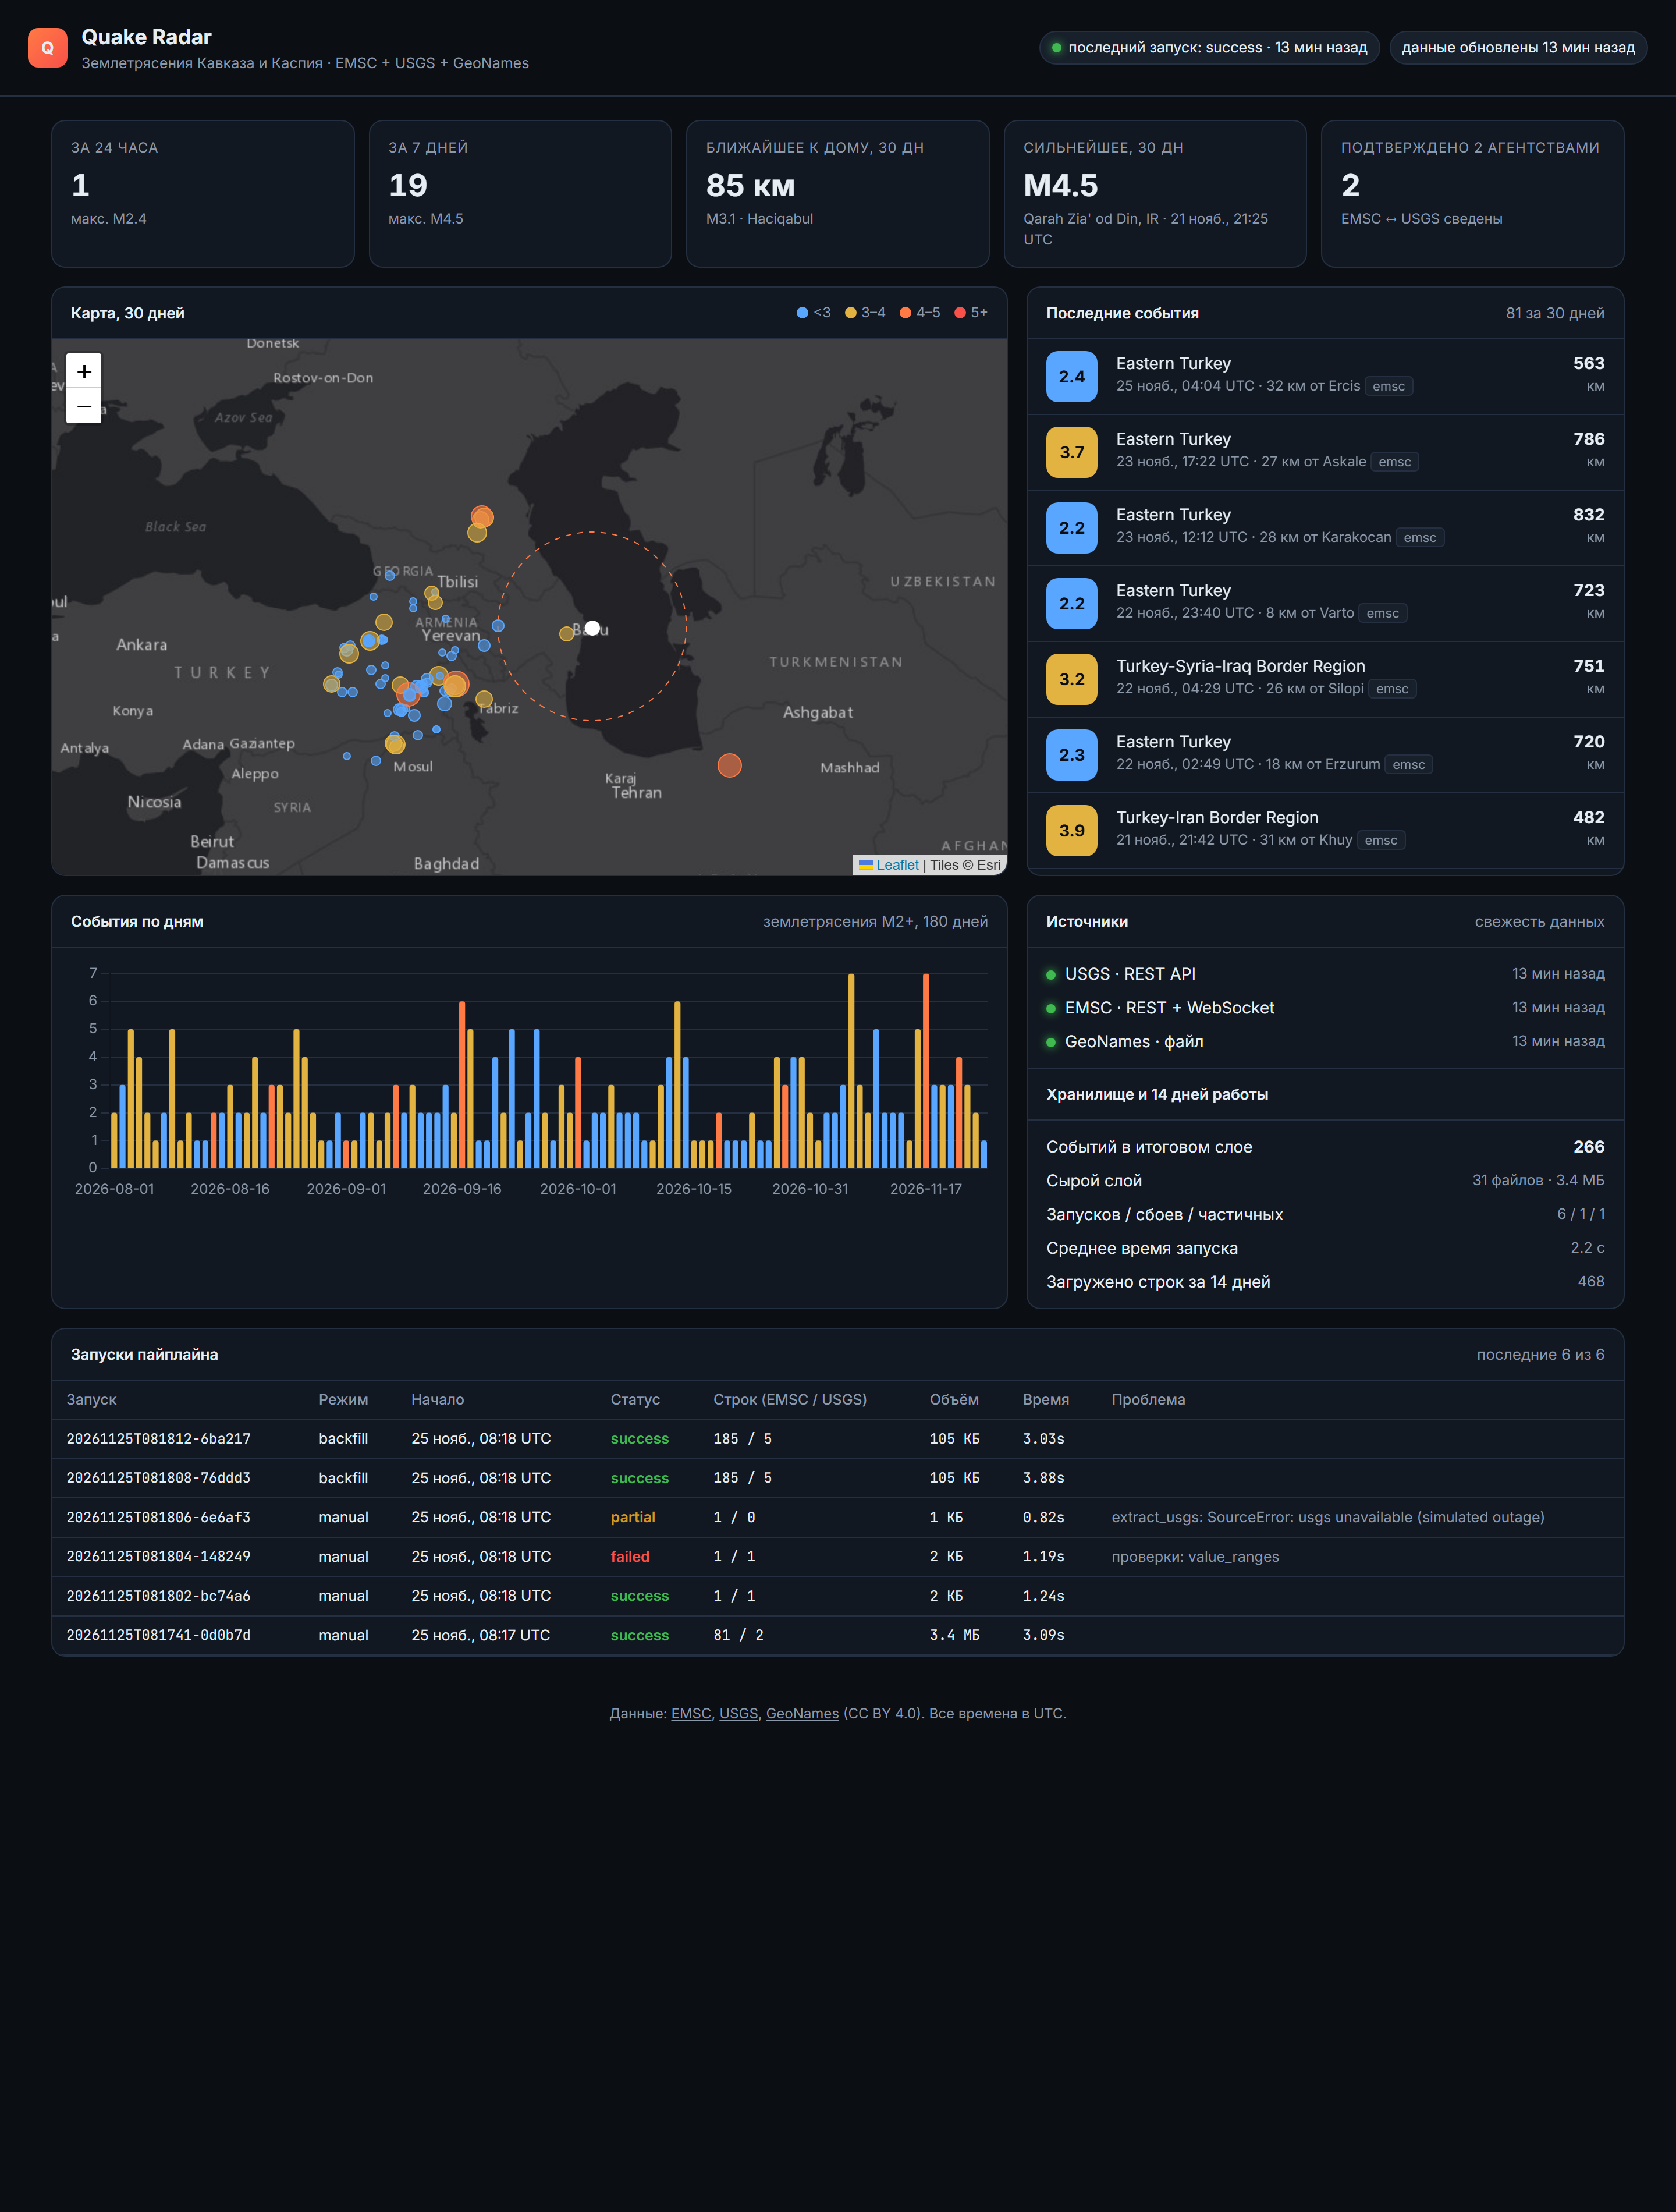 Q
Quake Radar
Землетрясения Кавказа и Каспия · EMSC + USGS + GeoNames
последний запуск: success · 13 мин назад
данные обновлены 13 мин назад
ЗА 24 ЧАСА
1
макс. M2.4
ЗА 7 ДНЕЙ
19
макс. M4.5
БЛИЖАЙШЕЕ К ДОМУ, 30 ДН
85 км
M3.1 · Haciqabul
СИЛЬНЕЙШЕЕ, 30 ДН
M4.5
Qarah Zia' od Din, IR · 21 нояб., 21:25
UTC
ПОДТВЕРЖДЕНО 2 АГЕНТСТВАМИ
2
EMSC ↔ USGS сведены
Карта, 30 дней
<3
3–4
4–5
5+
+
−
Donetsk
Rostov-on-Don
Azov Sea
Black Sea
GEORGIA
Tbilisi
ARMENIA
Yerevan
UZBEKISTAN
Ankara
TURKEY
TURKMENISTAN
Konya
Tabriz
Ashgabat
Antalya
Adana
Gaziantep
Aleppo
Mosul
Karaj
Tehran
Mashhad
Nicosia
SYRIA
Beirut
Damascus
Baghdad
AFGHAN
Leaflet | Tiles © Esri
Последние события
81 за 30 дней
2.4
Eastern Turkey
25 нояб., 04:04 UTC · 32 км от Ercis emsc
563
км
3.7
Eastern Turkey
23 нояб., 17:22 UTC · 27 км от Askale emsc
786
км
2.2
Eastern Turkey
23 нояб., 12:12 UTC · 28 км от Karakocan emsc
832
км
2.2
Eastern Turkey
22 нояб., 23:40 UTC · 8 км от Varto emsc
723
км
3.2
Turkey-Syria-Iraq Border Region
22 нояб., 04:29 UTC · 26 км от Silopi emsc
751
км
2.3
Eastern Turkey
22 нояб., 02:49 UTC · 18 км от Erzurum emsc
720
км
3.9
Turkey-Iran Border Region
21 нояб., 21:42 UTC · 31 км от Khuy emsc
482
км
События по дням
землетрясения M2+, 180 дней
7
6
5
4
3
2
1
0
2026-08-01
2026-08-16
2026-09-01
2026-09-16
2026-10-01
2026-10-15
2026-10-31
2026-11-17
Источники
свежесть данных
USGS · REST API
13 мин назад
EMSC · REST + WebSocket
13 мин назад
GeoNames · файл
13 мин назад
Хранилище и 14 дней работы
Событий в итоговом слое
266
Сырой слой
31 файлов · 3.4 МБ
Запусков / сбоев / частичных
6 / 1 / 1
Среднее время запуска
2.2 с
Загружено строк за 14 дней
468
Запуски пайплайна
последние 6 из 6
Запуск Режим Начало Статус Строк (EMSC / USGS) Объём Время Проблема
20261125T081812-6ba217 backfill 25 нояб., 08:18 UTC success 185 / 5 105 КБ 3.03s
20261125T081808-76ddd3 backfill 25 нояб., 08:18 UTC success 185 / 5 105 КБ 3.88s
20261125T081806-6e6af3 manual 25 нояб., 08:18 UTC partial 1 / 0 1 КБ 0.82s extract_usgs: SourceError: usgs unavailable (simulated outage)
20261125T081804-148249 manual 25 нояб., 08:18 UTC failed 1 / 1 2 КБ 1.19s проверки: value_ranges
20261125T081802-bc74a6 manual 25 нояб., 08:18 UTC success 1 / 1 2 КБ 1.24s
20261125T081741-0d0b7d manual 25 нояб., 08:17 UTC success 81 / 2 3.4 МБ 3.09s
Данные: EMSC, USGS, GeoNames (CC BY 4.0). Все времена в UTC.